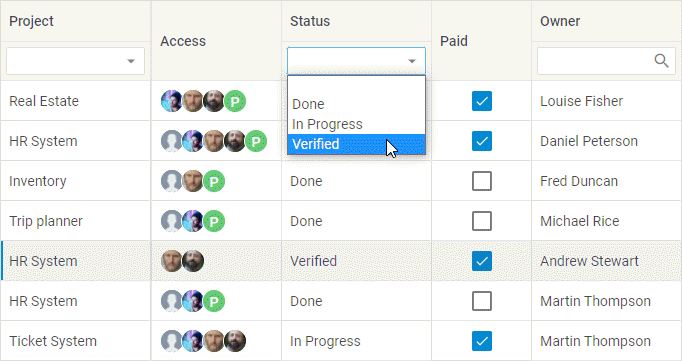 Project
Access
Status
Paid
Owner
Done
In Progress
Verified
Real Estate P Louise Fisher
HR System P Daniel Peterson
Inventory P Done Fred Duncan
Trip planner P Done Michael Rice
HR System Verified Andrew Stewart
HR System P Done Martin Thompson
Ticket System In Progress Martin Thompson